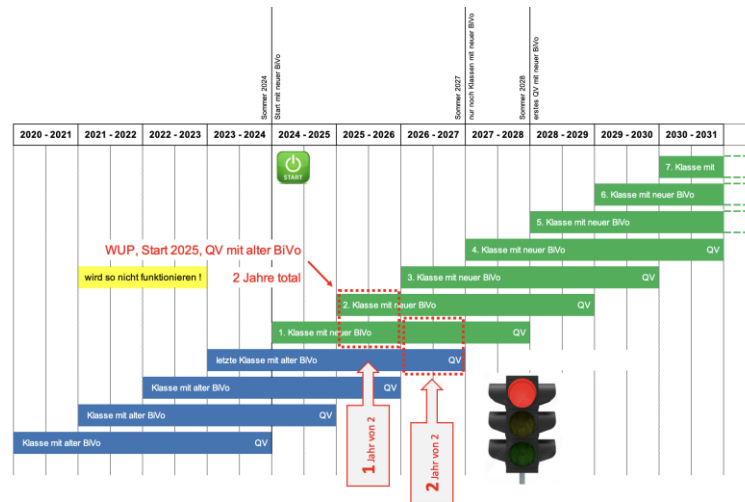 Sommer 2024
Start mit neuer BiVo
Sommer 2027
nur noch Klassen mit neuer BiVo
Sommer 2028
erstes QV mit neuer BiVo
2020 - 2021
2021 - 2022
2022 - 2023
2023 - 2024
2024 - 2025
2025 - 2026
2026 - 2027
2027 - 2028
2028 - 2029
2029 - 2030
2030 - 2031
START
7. Klasse mit
6. Klasse mit neuer BiVo
5. Klasse mit neuer BiVo
WUP, Start 2025, QV mit alter BiVo
4. Klasse mit neuer BiVo QV
wird so nicht funktionieren !
2 Jahre total
3. Klasse mit neuer BiVo QV
2. Klasse mit neuer BiVo QV
1. Klasse mit neuer BiVo QV
letzte Klasse mit alter BiVo QV
Klasse mit alter BiVo QV
Klasse mit alter BiVo QV
Klasse mit alter BiVo QV
1 Jahr von 2
2 Jahr von 2